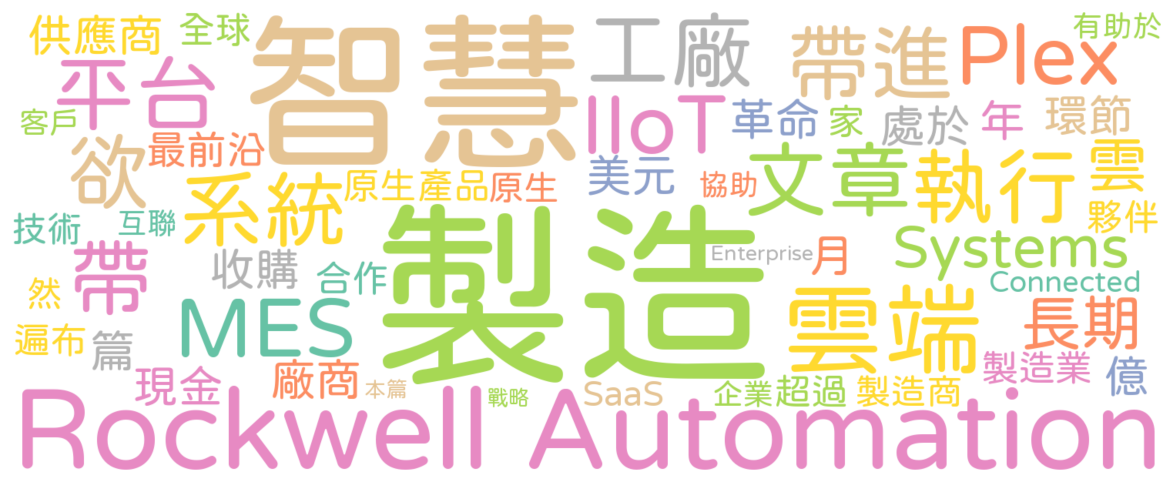 供應商 全球 智慧 工廠 帶進 Plex 有助於
平台 IIoT 革命 家 處於 年 環節
客戶 最前沿
欲 系統 原生產品 原生 美元 協助 文章 執行 雲
技術 互聯 夥伴
帶 收購 合作 製造 Enterprise 月 Systems
然 Connected
MES 雲端 長期
遍布 篇 製造業 億
現金 廠商 本篇 戰略 SaaS 企業 超過 製造商
Rockwell Automation